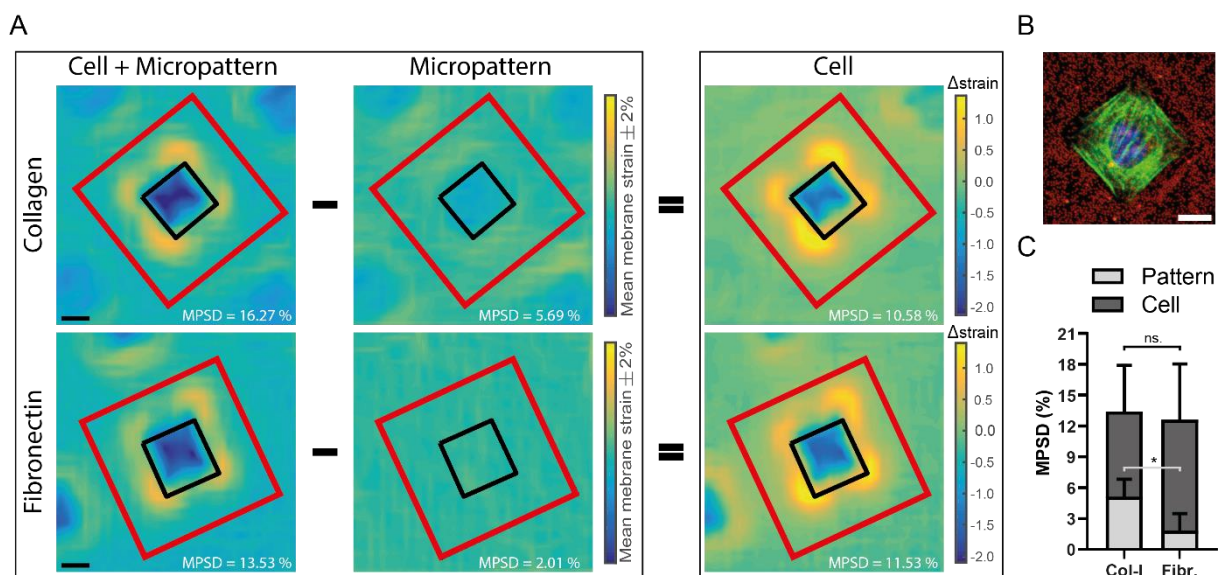 A
Cell + Micropattern
Micropattern
Cell
Collagen
MPSD = 16.27 %
Mean mebrane strain ± 2%
MPSD = 5.69 %
Δstrain
1.0
0.5
0.0
-0.5
-1.0
-1.5
-2.0
MPSD = 10.58 %
Fibronectin
MPSD = 13.53 %
Mean mebrane strain ± 2%
MPSD = 2.01 %
Δstrain
1.0
0.5
0.0
-0.5
-1.0
-1.5
-2.0
MPSD = 11.53 %
B
C
Pattern
Cell
MPSD (%)
21
18
15
12
9
6
3
0
ns.
*
Col-I Fibr.